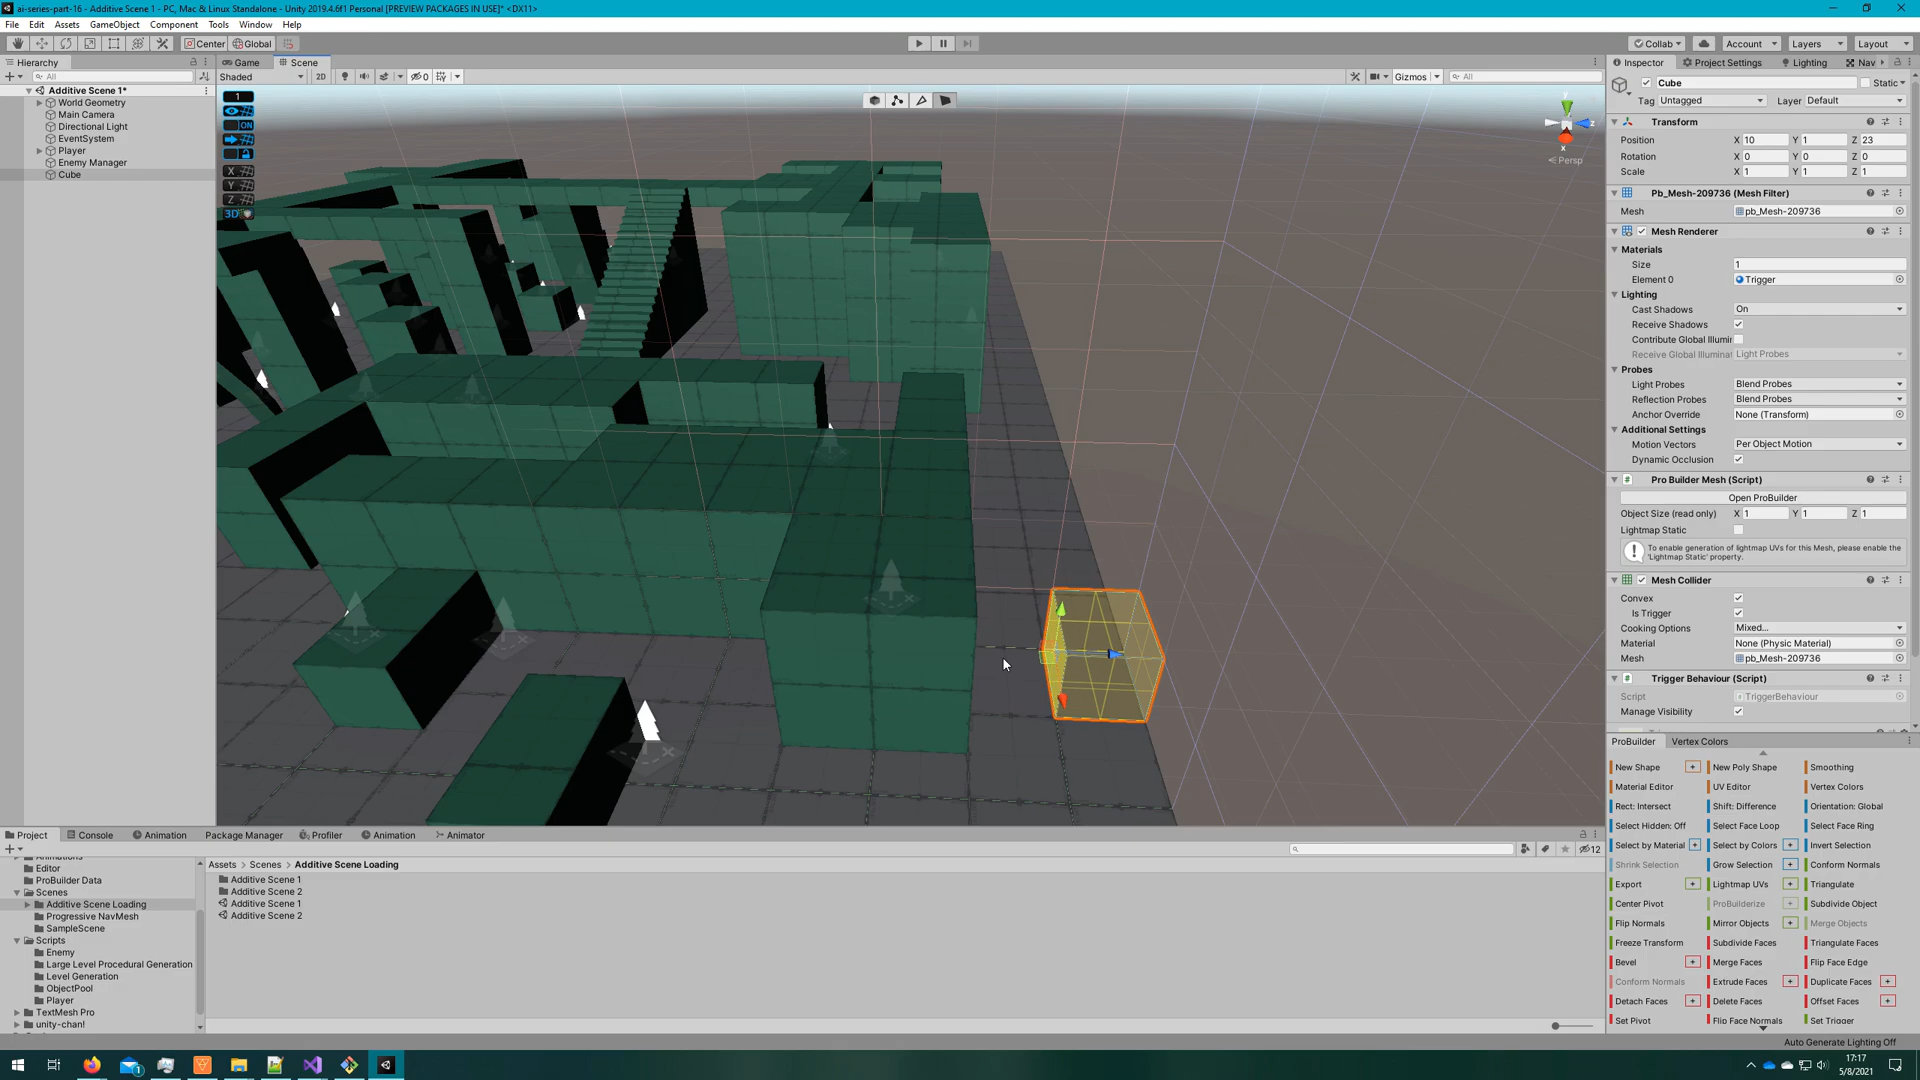 ai-series-part-16 - Additive Scene 1 - PC, Mac & Linux Standalone - Unity 2019.4.6f1 Personal [PREVIEW PACKAGES IN USE]* <DX11>
File Edit Assets GameObject Component Tools Window Help
Center Global Collab Account Layers Layout
Hierarchy
All
Additive Scene 1*
World Geometry
Main Camera
Directional Light
EventSystem
Player
Enemy Manager
Cube
Game Scene
Shaded 2D 0 Gizmos All
1
ON
X
Y
Z
3D
y
z
x
Persp
Inspector Project Settings Lighting Nav
Cube Static
Tag Untagged Layer Default
Transform
Position X 10 Y 1 Z 23
Rotation X 0 Y 0 Z 0
Scale X 1 Y 1 Z 1
Pb_Mesh-209736 (Mesh Filter)
Mesh pb_Mesh-209736
Mesh Renderer
Materials
Size 1
Element 0 Trigger
Lighting
Cast Shadows On
Receive Shadows
Contribute Global Illumir
Receive Global Illuminat Light Probes
Probes
Light Probes Blend Probes
Reflection Probes Blend Probes
Anchor Override None (Transform)
Additional Settings
Motion Vectors Per Object Motion
Dynamic Occlusion
Pro Builder Mesh (Script)
Open ProBuilder
Object Size (read only) X 1 Y 1 Z 1
Lightmap Static
To enable generation of lightmap UVs for this Mesh, please enable the
'Lightmap Static' property.
Mesh Collider
Convex
Is Trigger
Cooking Options Mixed...
Material None (Physic Material)
Mesh pb_Mesh-209736
Trigger Behaviour (Script)
Script TriggerBehaviour
Manage Visibility
ProBuilder Vertex Colors
New Shape + New Poly Shape Smoothing
Material Editor UV Editor Vertex Colors
Rect: Intersect Shift: Difference Orientation: Global
Select Hidden: Off Select Face Loop Select Face Ring
Select by Material + Select by Colors + Invert Selection
Shrink Selection Grow Selection + Conform Normals
Export + Lightmap UVs + Triangulate
Center Pivot ProBuilderize + Subdivide Object
Flip Normals Mirror Objects + Merge Objects
Freeze Transform Subdivide Faces Triangulate Faces
Bevel + Merge Faces Flip Face Edge
Conform Normals Extrude Faces + Duplicate Faces +
Detach Faces + Delete Faces Offset Faces +
Set Pivot Flip Face Normals Set Trigger
Project Console Animation Package Manager Profiler Animation Animator
12
Animations
Editor
ProBuilder Data
Scenes
Additive Scene Loading
Progressive NavMesh
SampleScene
Scripts
Enemy
Large Level Procedural Generation
Level Generation
ObjectPool
Player
TextMesh Pro
unity-chan!
Assets Scenes Additive Scene Loading
Additive Scene 1
Additive Scene 2
Additive Scene 1
Additive Scene 2
Auto Generate Lighting Off
1
17:17
5/8/2021